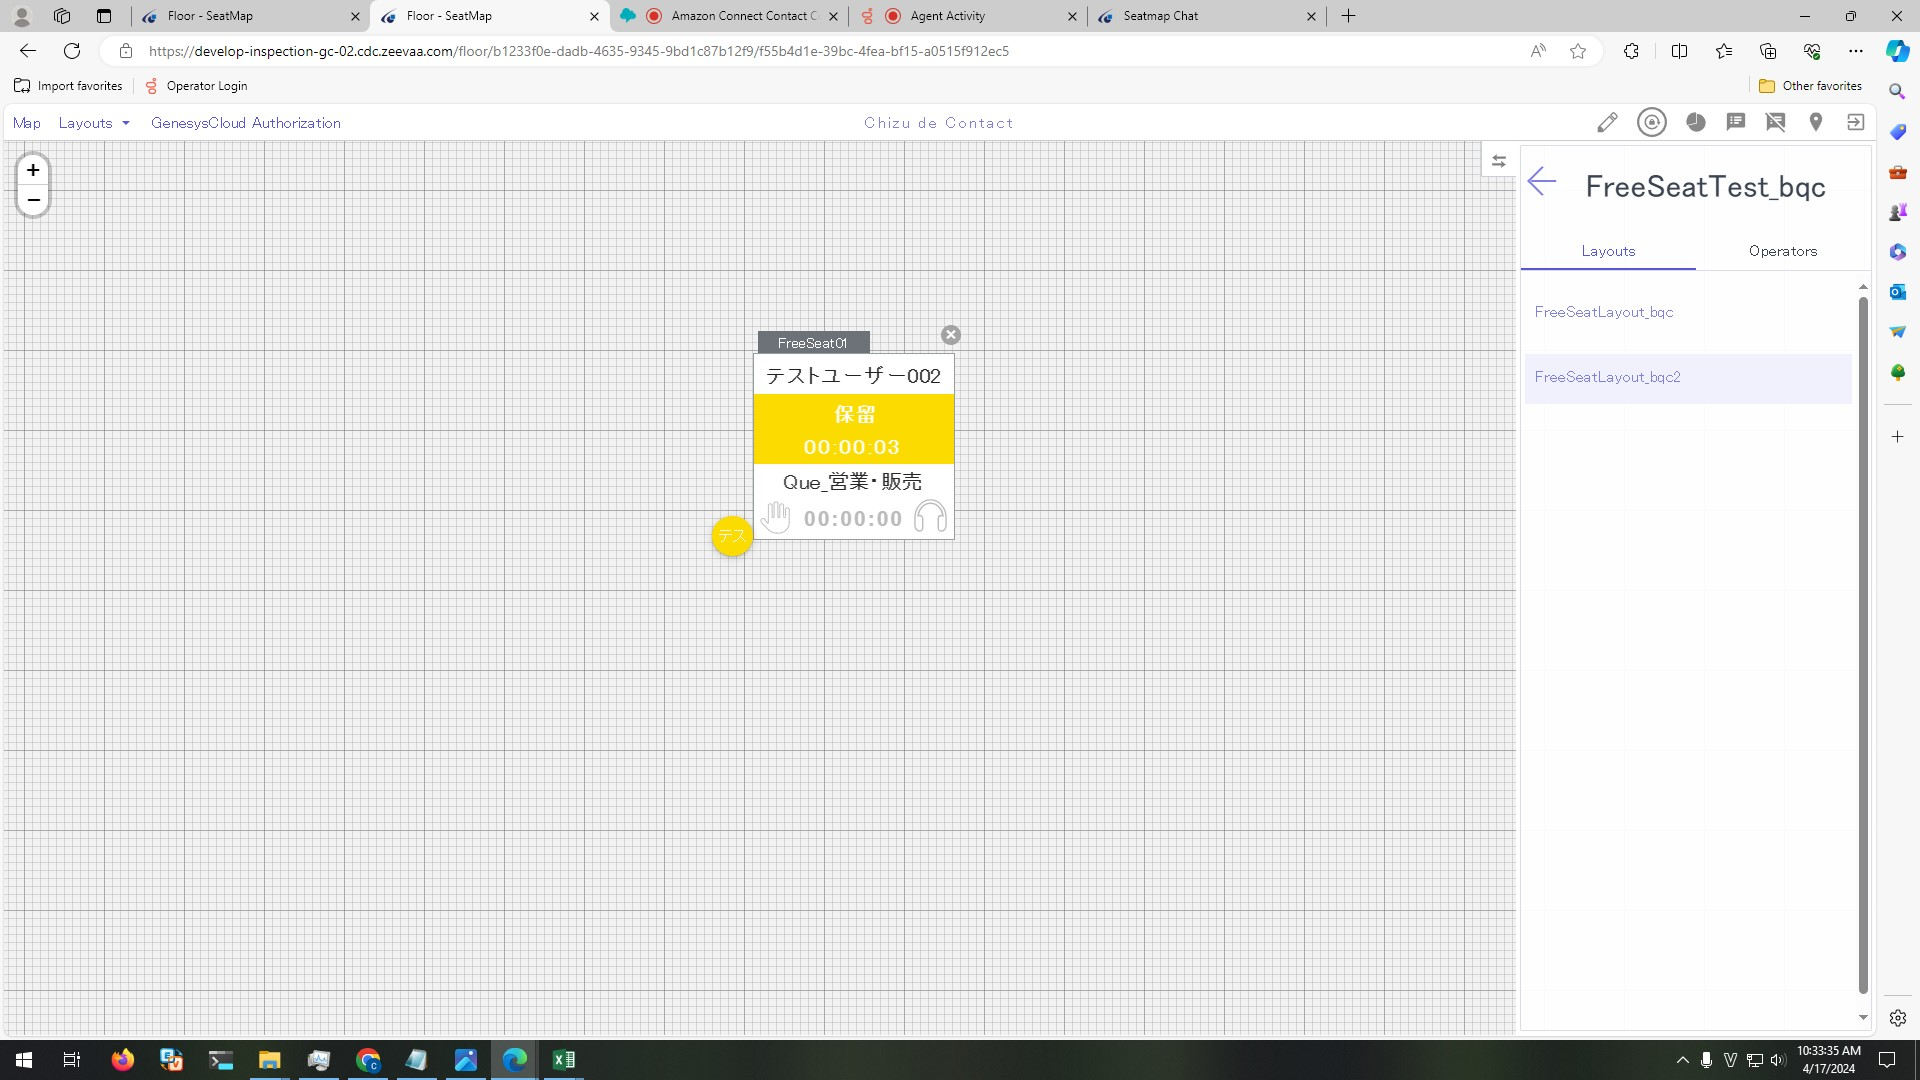 Floor - SeatMap
Floor - SeatMap
Amazon Connect Contact C
Agent Activity
Seatmap Chat
https://develop-inspection-gc-02.cdc.zeevaa.com/floor/b1233f0e-dadb-4635-9345-9bd1c87b12f9/f55b4d1e-39bc-4fea-bf15-a0515f912ec5
Import favorites
Operator Login
Other favorites
Map
Layouts
GenesysCloud Authorization
Chizu de Contact
+
−
FreeSeatTest_bqc
Layouts
Operators
FreeSeatLayout_bqc
FreeSeatLayout_bqc2
FreeSeat01
テストユーザー002
保留
00:00:03
Que_営業・販売
00:00:00
テス
10:33:35 AM
4/17/2024